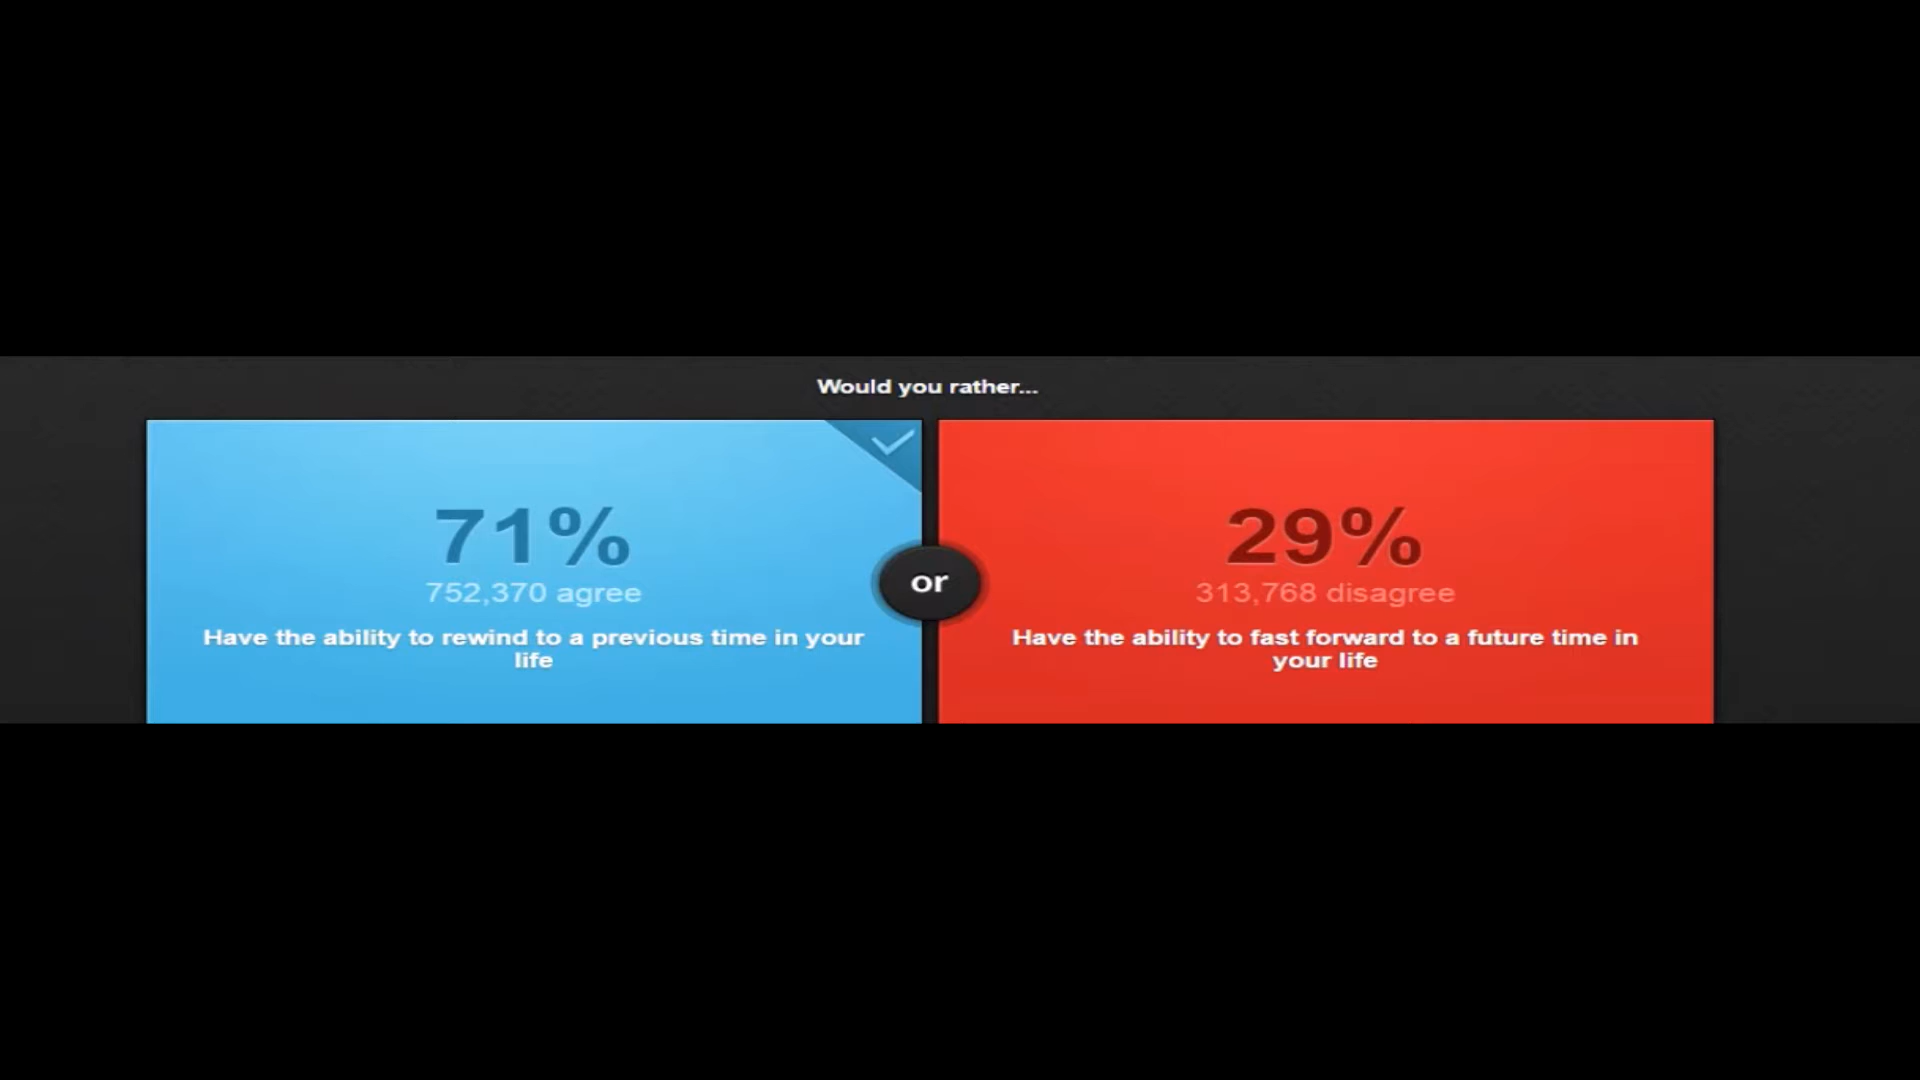 Would you rather...
71%
752,370 agree
Have the ability to rewind to a previous time in your
life
or
29%
313,768 disagree
Have the ability to fast forward to a future time in
your life